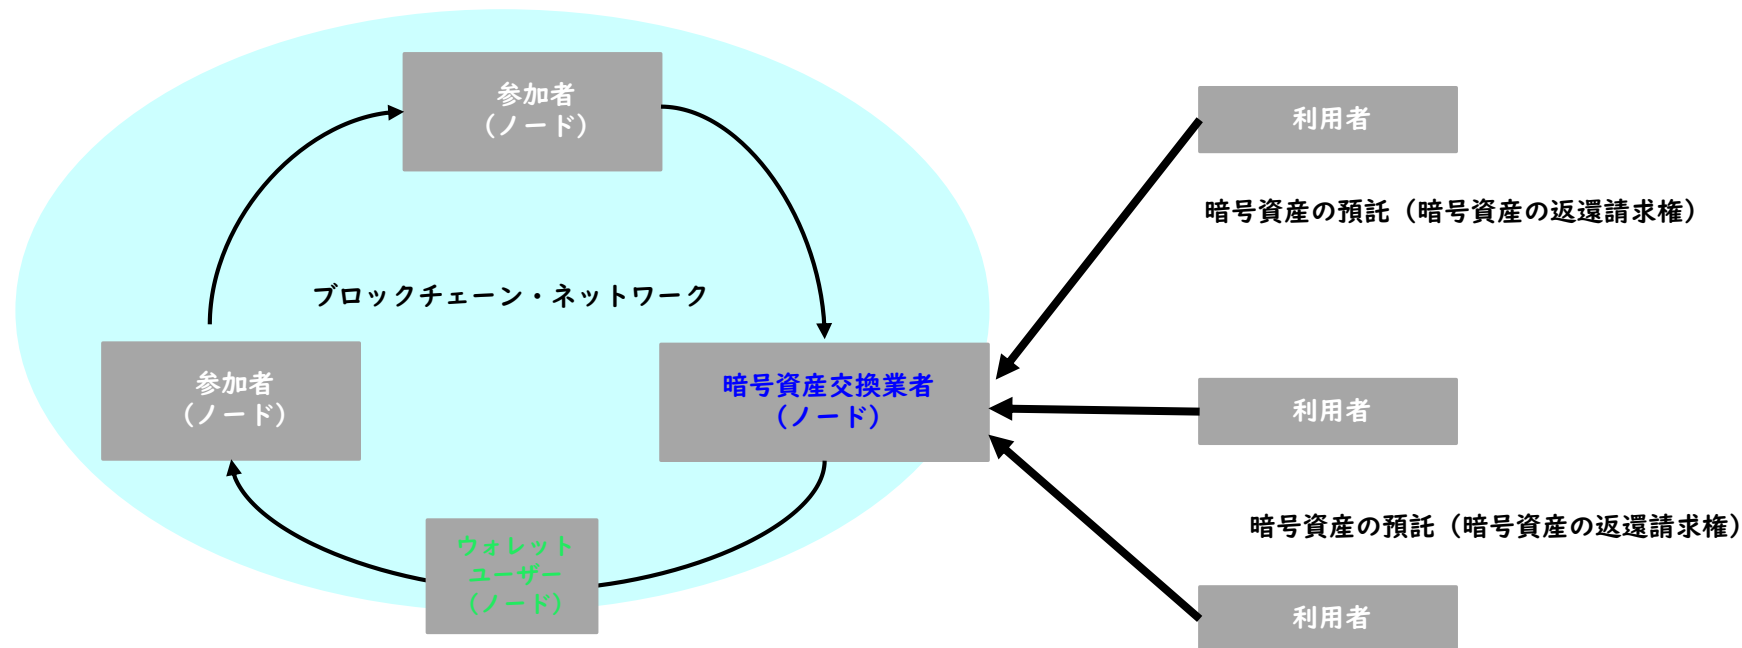 参加者
（ノード）
利用者
暗号資産の預託（暗号資産の返還請求権）
ブロックチェーン・ネットワーク
参加者
（ノード）
暗号資産交換業者
（ノード）
利用者
暗号資産の預託（暗号資産の返還請求権）
ウォレット
ユーザー
（ノード）
利用者